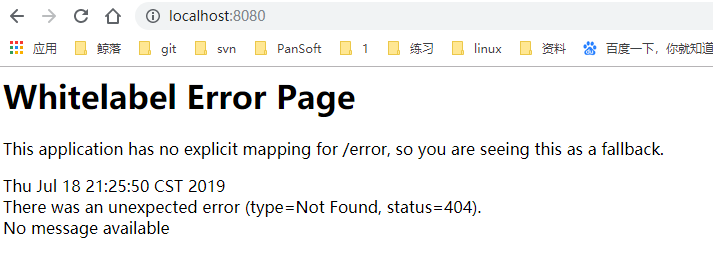 localhost:8080
应用 鲸落 git svn PanSoft 1 练习 linux 资料 百度一下，你就知道
Whitelabel Error Page
This application has no explicit mapping for /error, so you are seeing this as a fallback.
Thu Jul 18 21:25:50 CST 2019
There was an unexpected error (type=Not Found, status=404).
No message available